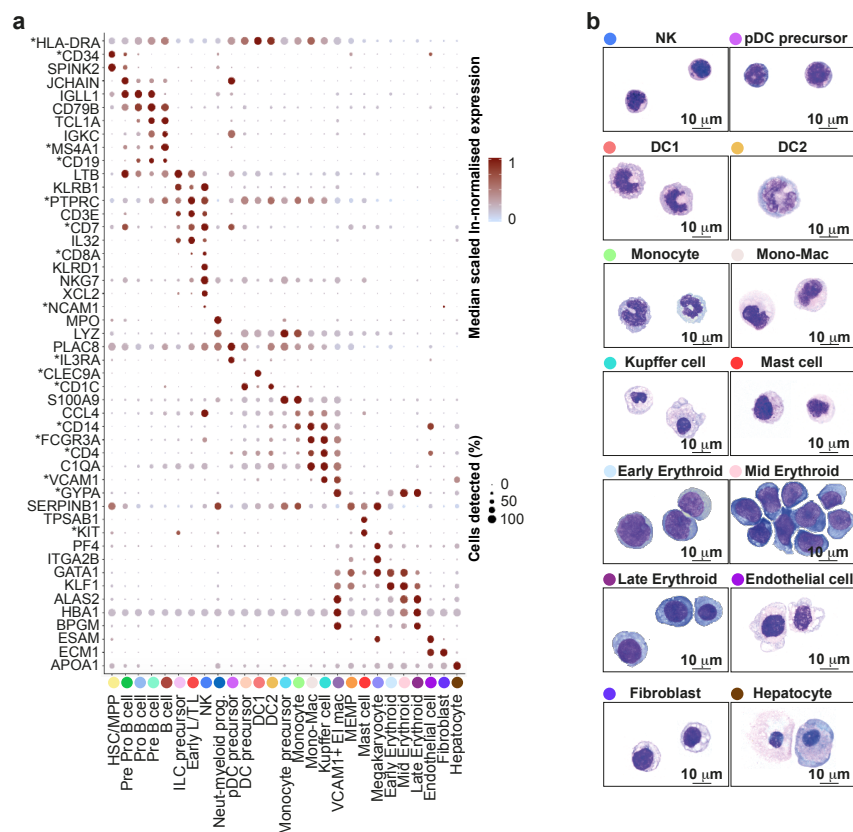 a
*HLA-DRA
*CD34
SPINK2
JCHAIN
IGLL1
CD79B
TCL1A
IGKC
*MS4A1
*CD19
LTB
KLRB1
*PTPRC
CD3E
*CD7
IL32
*CD8A
KLRD1
NKG7
XCL2
*NCAM1
MPO
LYZ
PLAC8
*IL3RA
*CLEC9A
*CD1C
S100A9
CCL4
*CD14
*FCGR3A
*CD4
C1QA
*VCAM1
*GYPA
SERPINB1
TPSAB1
*KIT
PF4
ITGA2B
GATA1
KLF1
ALAS2
HBA1
BPGM
ESAM
ECM1
APOA1
HSC/MPP
Pre Pro B cell
Pro B cell
Pre B cell
B cell
ILC precursor
Early L/T L
NK
Neut-myeloid prog.
pDC precursor
DC precursor
DC1
DC2
Monocyte precursor
Monocyte
Mono-Mac
Kupffer cell
VCAM1+ EI mac
MEMP
Mast cell
Megakaryocyte
Early Erythroid
Mid Erythroid
Late Erythroid
Endothelial cell
Fibroblast
Hepatocyte
Median scaled ln-normalised expression
1
0
Cells detected (%)
0
50
100
b
NK
pDC precursor
10 µm
10 µm
DC1
DC2
10 µm
10 µm
Monocyte
Mono-Mac
10 µm
10 µm
Kupffer cell
Mast cell
10 µm
10 µm
Early Erythroid
Mid Erythroid
10 µm
10 µm
Late Erythroid
Endothelial cell
10 µm
10 µm
Fibroblast
Hepatocyte
10 µm
10 µm